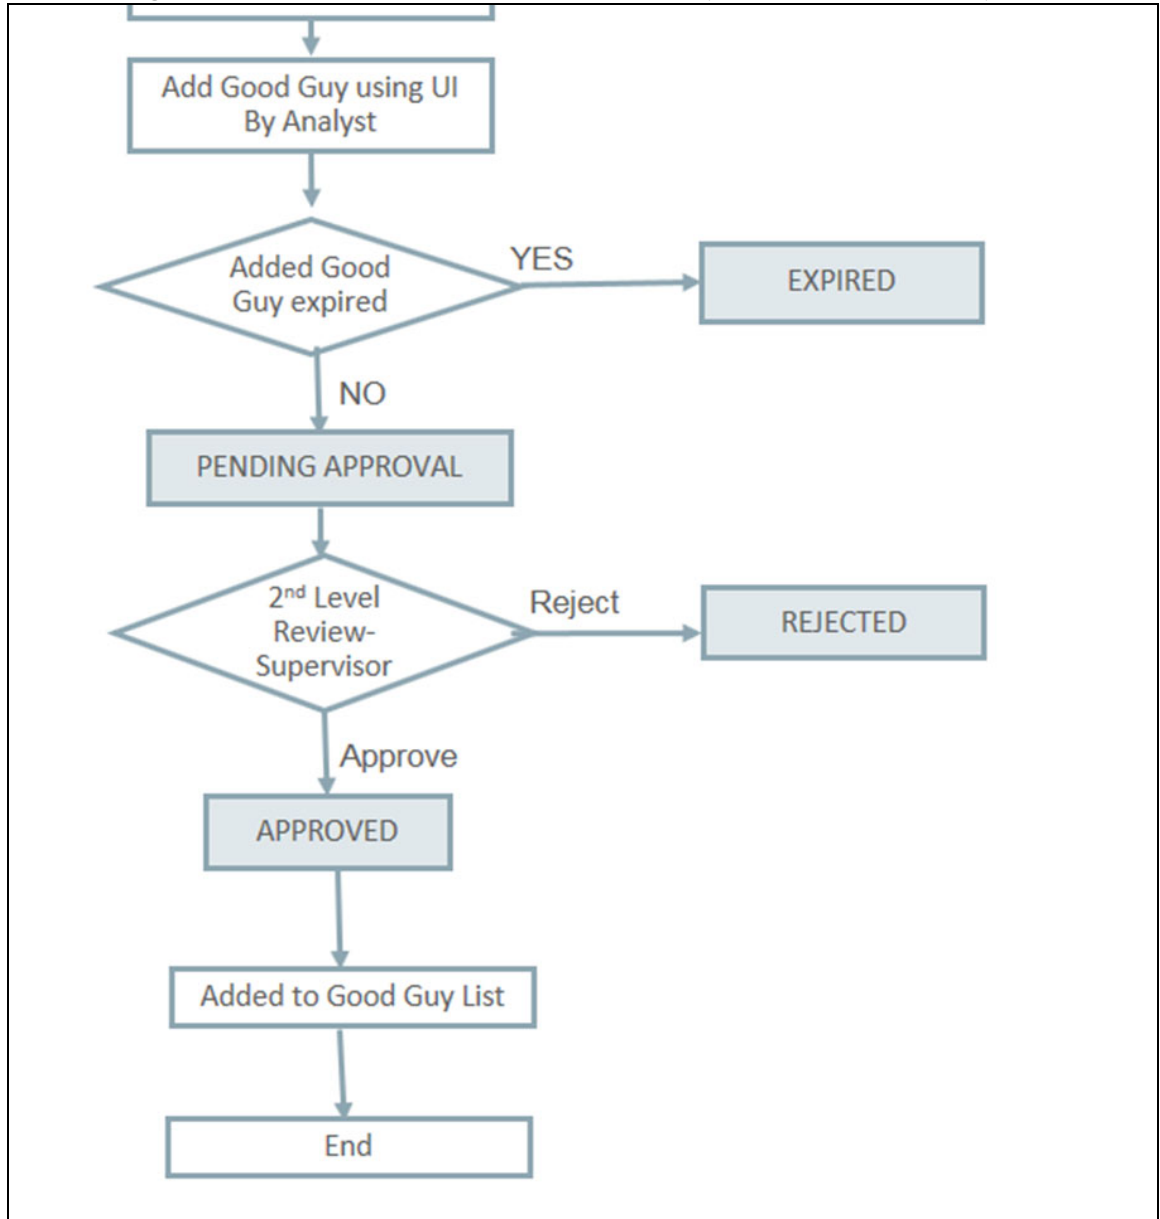 Add Good Guy using UI
By Analyst
Added Good
Guy expired
YES
EXPIRED
NO
PENDING APPROVAL
2nd Level
Review-
Supervisor
Reject
REJECTED
Approve
APPROVED
Added to Good Guy List
End